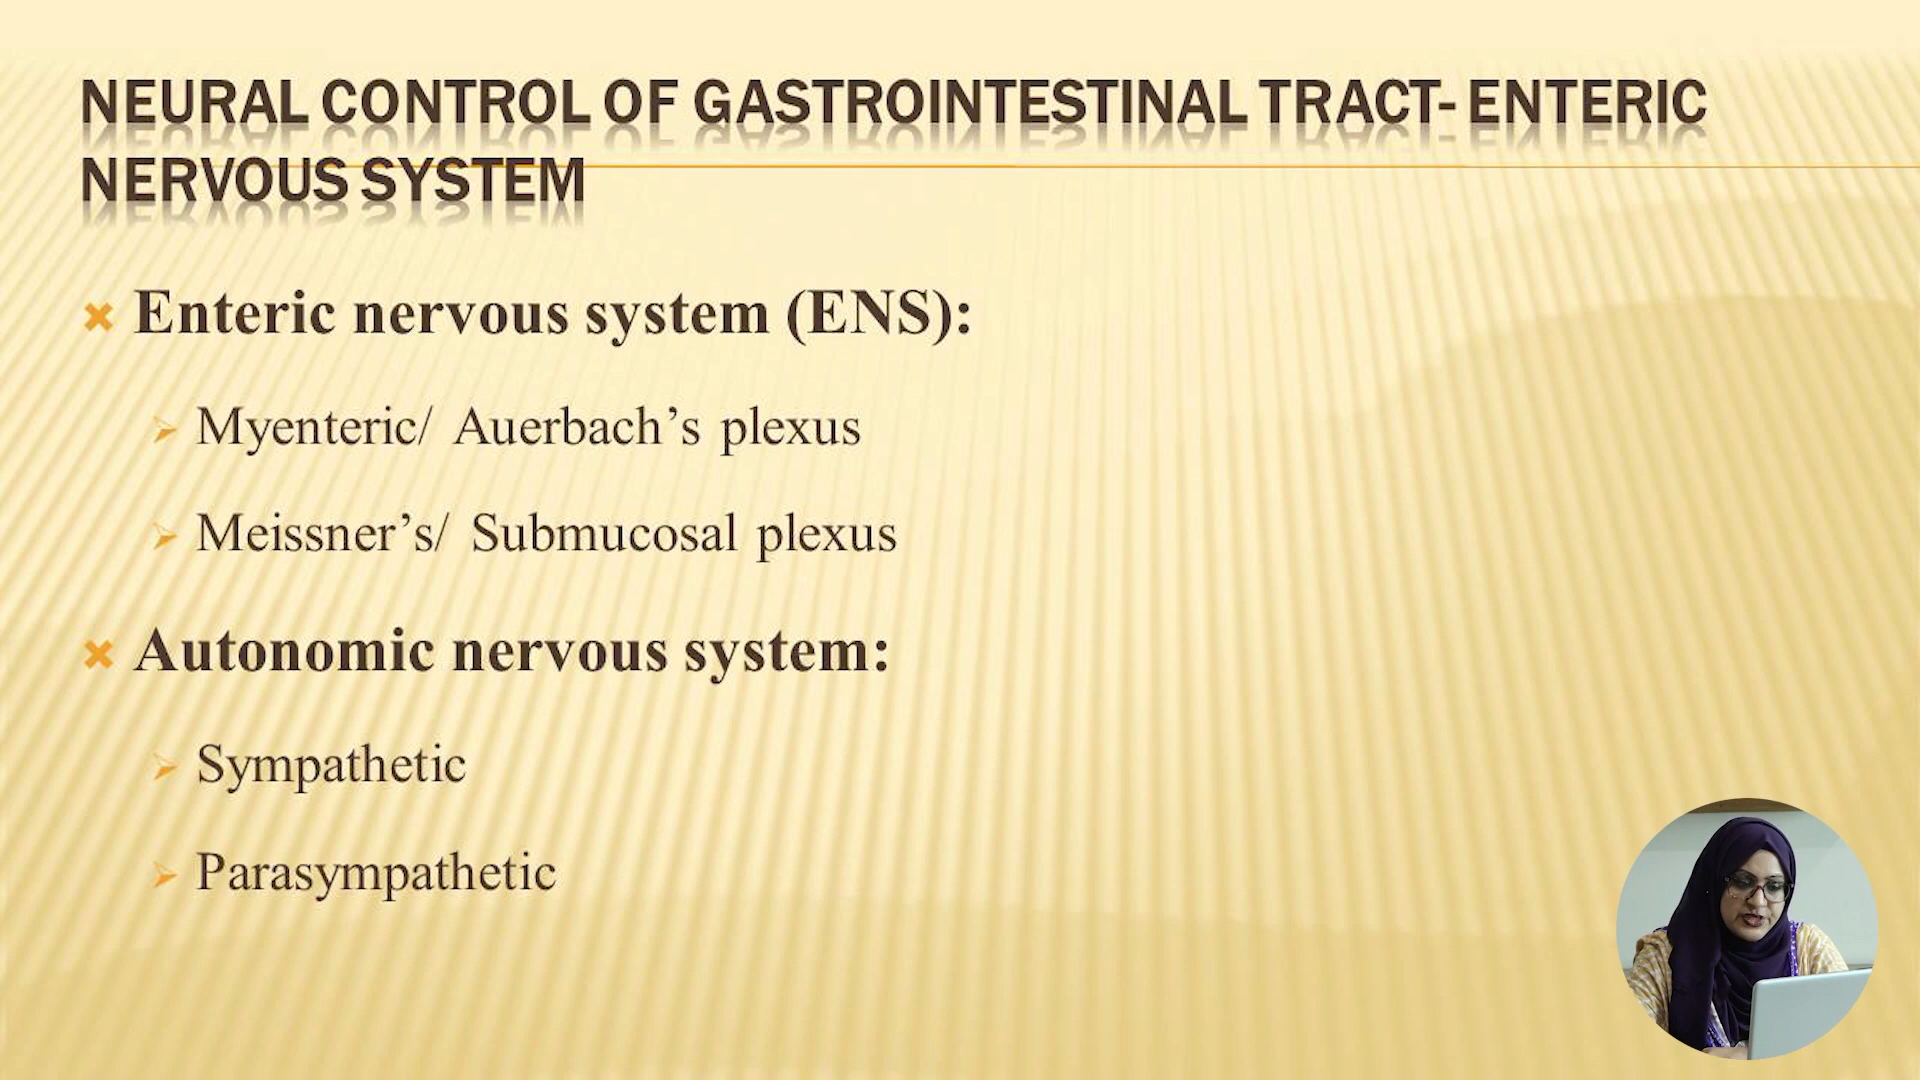 NEURAL CONTROL OF GASTROINTESTINAL TRACT- ENTERIC
NERVOUS SYSTEM
Enteric nervous system (ENS):
Myenteric/ Auerbach’s plexus
Meissner’s/ Submucosal plexus
Autonomic nervous system:
Sympathetic
Parasympathetic